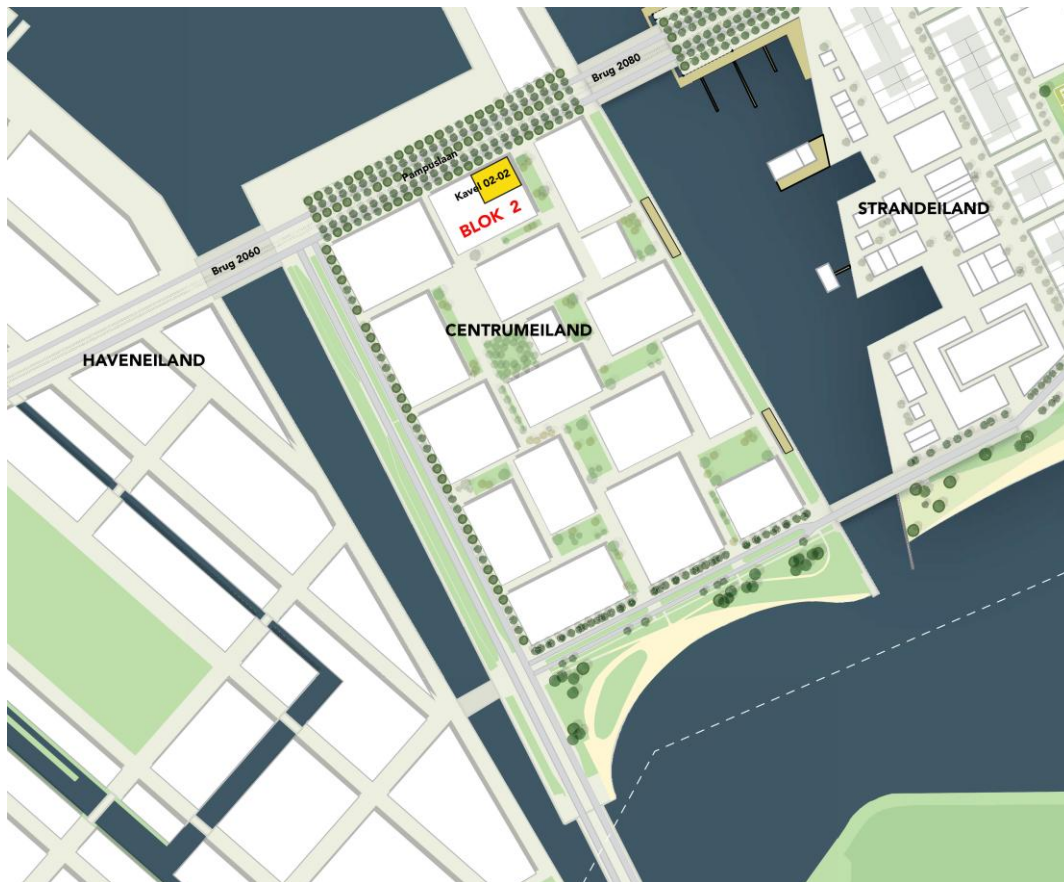 Brug 2080
Pampuslaan
Kavel 02-02
BLOK 2
STRANDEILAND
Brug 2060
CENTRUMEILAND
HAVENEILAND